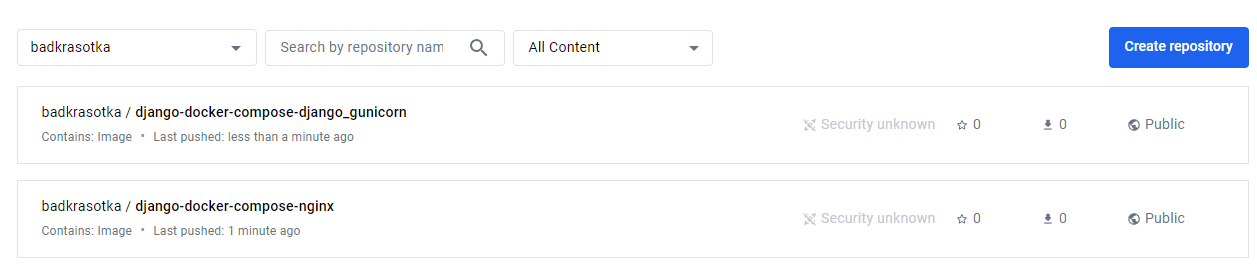 badkrasotka Search by repository nam All Content Create repository
badkrasotka / django-docker-compose-django_gunicorn
Contains: Image • Last pushed: less than a minute ago Security unknown 0 0 Public
badkrasotka / django-docker-compose-nginx
Contains: Image • Last pushed: 1 minute ago Security unknown 0 0 Public